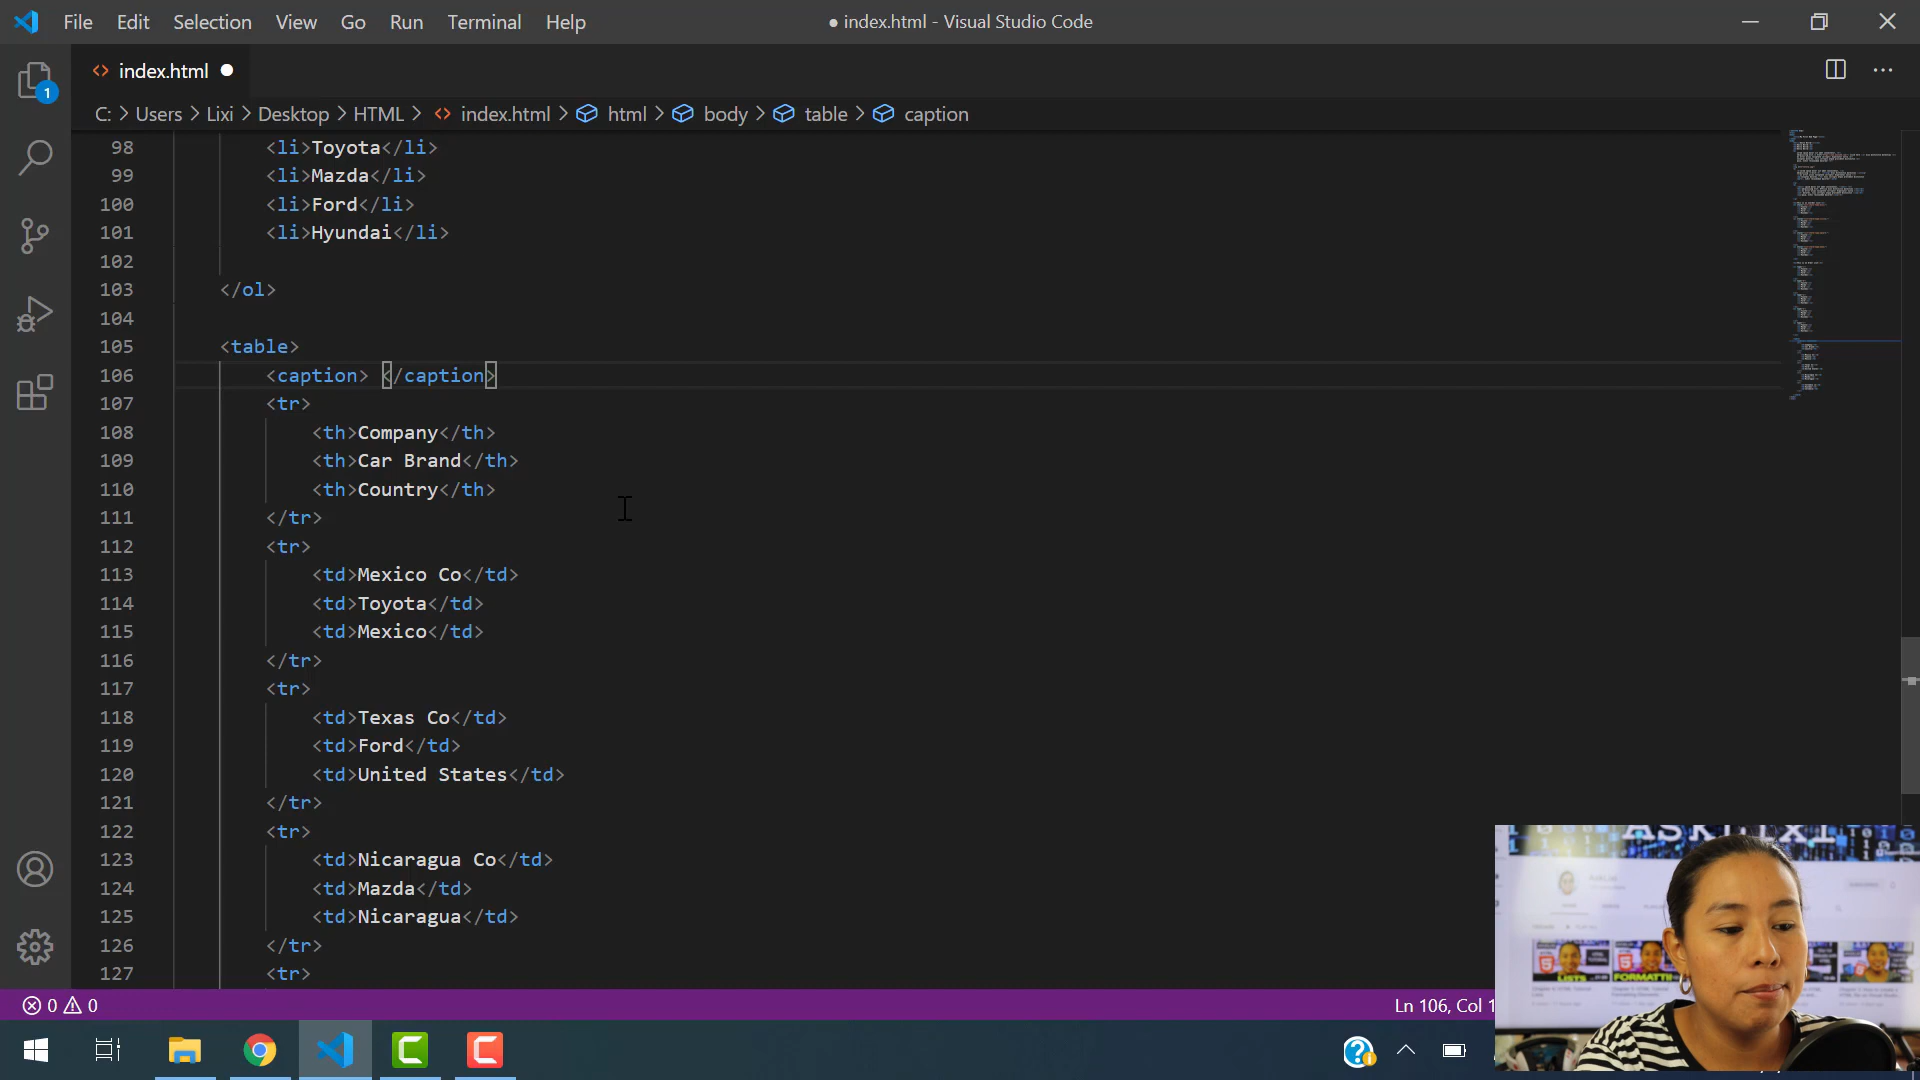 File Edit Selection View Go Run Terminal Help
● index.html - Visual Studio Code
1
<> index.html ●
C: > Users > Lixi > Desktop > HTML > <> index.html > html > body > table > caption
98 <li>Toyota</li>
99 <li>Mazda</li>
100 <li>Ford</li>
101 <li>Hyundai</li>
102
103 </ol>
104
105 <table>
106 <caption> </caption>
107 <tr>
108 <th>Company</th>
109 <th>Car Brand</th>
110 <th>Country</th>
111 </tr>
112 <tr>
113 <td>Mexico Co</td>
114 <td>Toyota</td>
115 <td>Mexico</td>
116 </tr>
117 <tr>
118 <td>Texas Co</td>
119 <td>Ford</td>
120 <td>United States</td>
121 </tr>
122 <tr>
123 <td>Nicaragua Co</td>
124 <td>Mazda</td>
125 <td>Nicaragua</td>
126 </tr>
127 <tr>
0 0
Ln 106, Col 1
LISTS